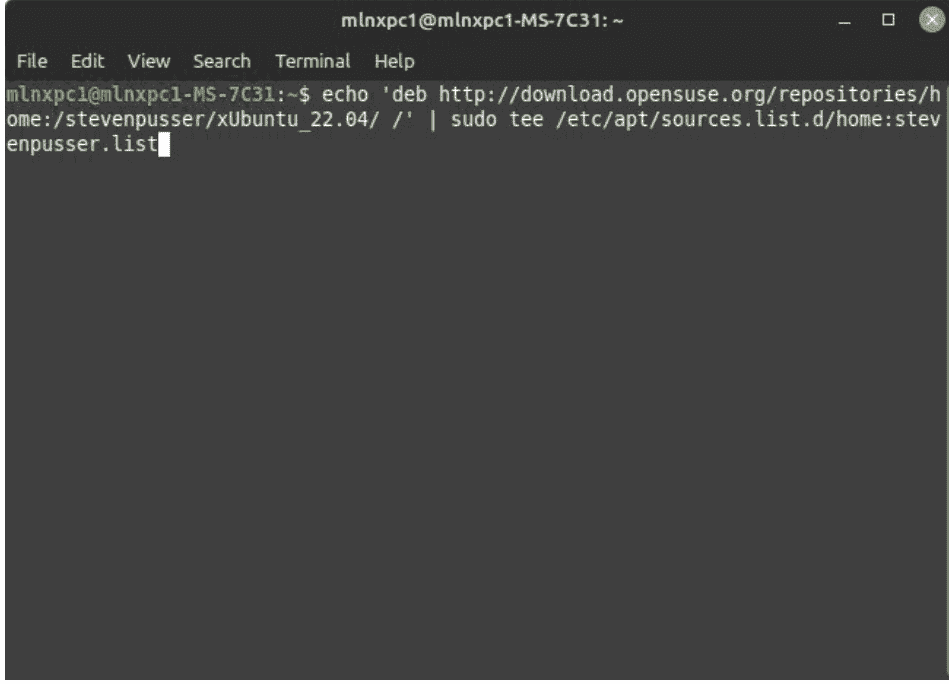 mlnxpc1@mlnxpc1-MS-7C31: ~
File Edit View Search Terminal Help
mlnxpc1@mlnxpc1-MS-7C31:~$ echo 'deb http://download.opensuse.org/repositories/h
ome:/stevenpusser/xUbuntu_22.04/ /' | sudo tee /etc/apt/sources.list.d/home:stev
enpusser.list